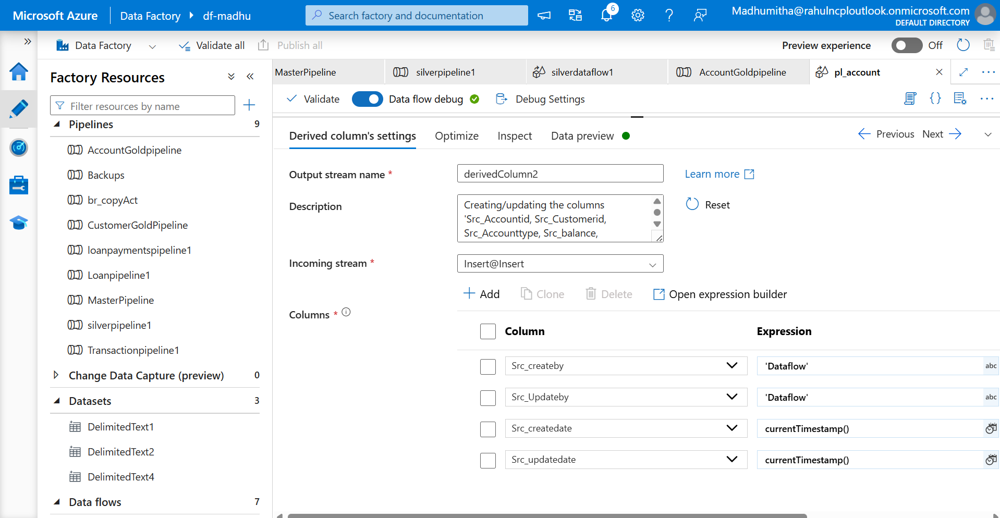 Microsoft Azure
Data Factory
df-madhu
Search factory and documentation
6
Madhumitha@rahulncploutlook.onmicrosoft.com
DEFAULT DIRECTORY
Data Factory
Validate all
Publish all
Preview experience
Off
Factory Resources
Filter resources by name
Pipelines
9
AccountGoldpipeline
Backups
br_copyAct
CustomerGoldPipeline
loanpaymentspipeline1
Loanpipeline1
MasterPipeline
silverpipeline1
Transactionpipeline1
Change Data Capture (preview)
0
Datasets
3
DelimitedText1
DelimitedText2
DelimitedText4
Data flows
7
MasterPipeline
silverpipeline1
silverdataflow1
AccountGoldpipeline
pl_account
Validate
Data flow debug
Debug Settings
Derived column's settings
Optimize
Inspect
Data preview
Previous
Next
Output stream name *
derivedColumn2
Learn more
Description
Creating/updating the columns
'Src_Accountid, Src_Customerid,
Src_Accounttype, Src_balance,
Reset
Incoming stream *
Insert@Insert
Add
Clone
Delete
Open expression builder
Columns *
Column
Expression
Src_createby
'Dataflow'
abc
Src_Updateby
'Dataflow'
abc
Src_createdate
currentTimestamp()
Src_updatedate
currentTimestamp()